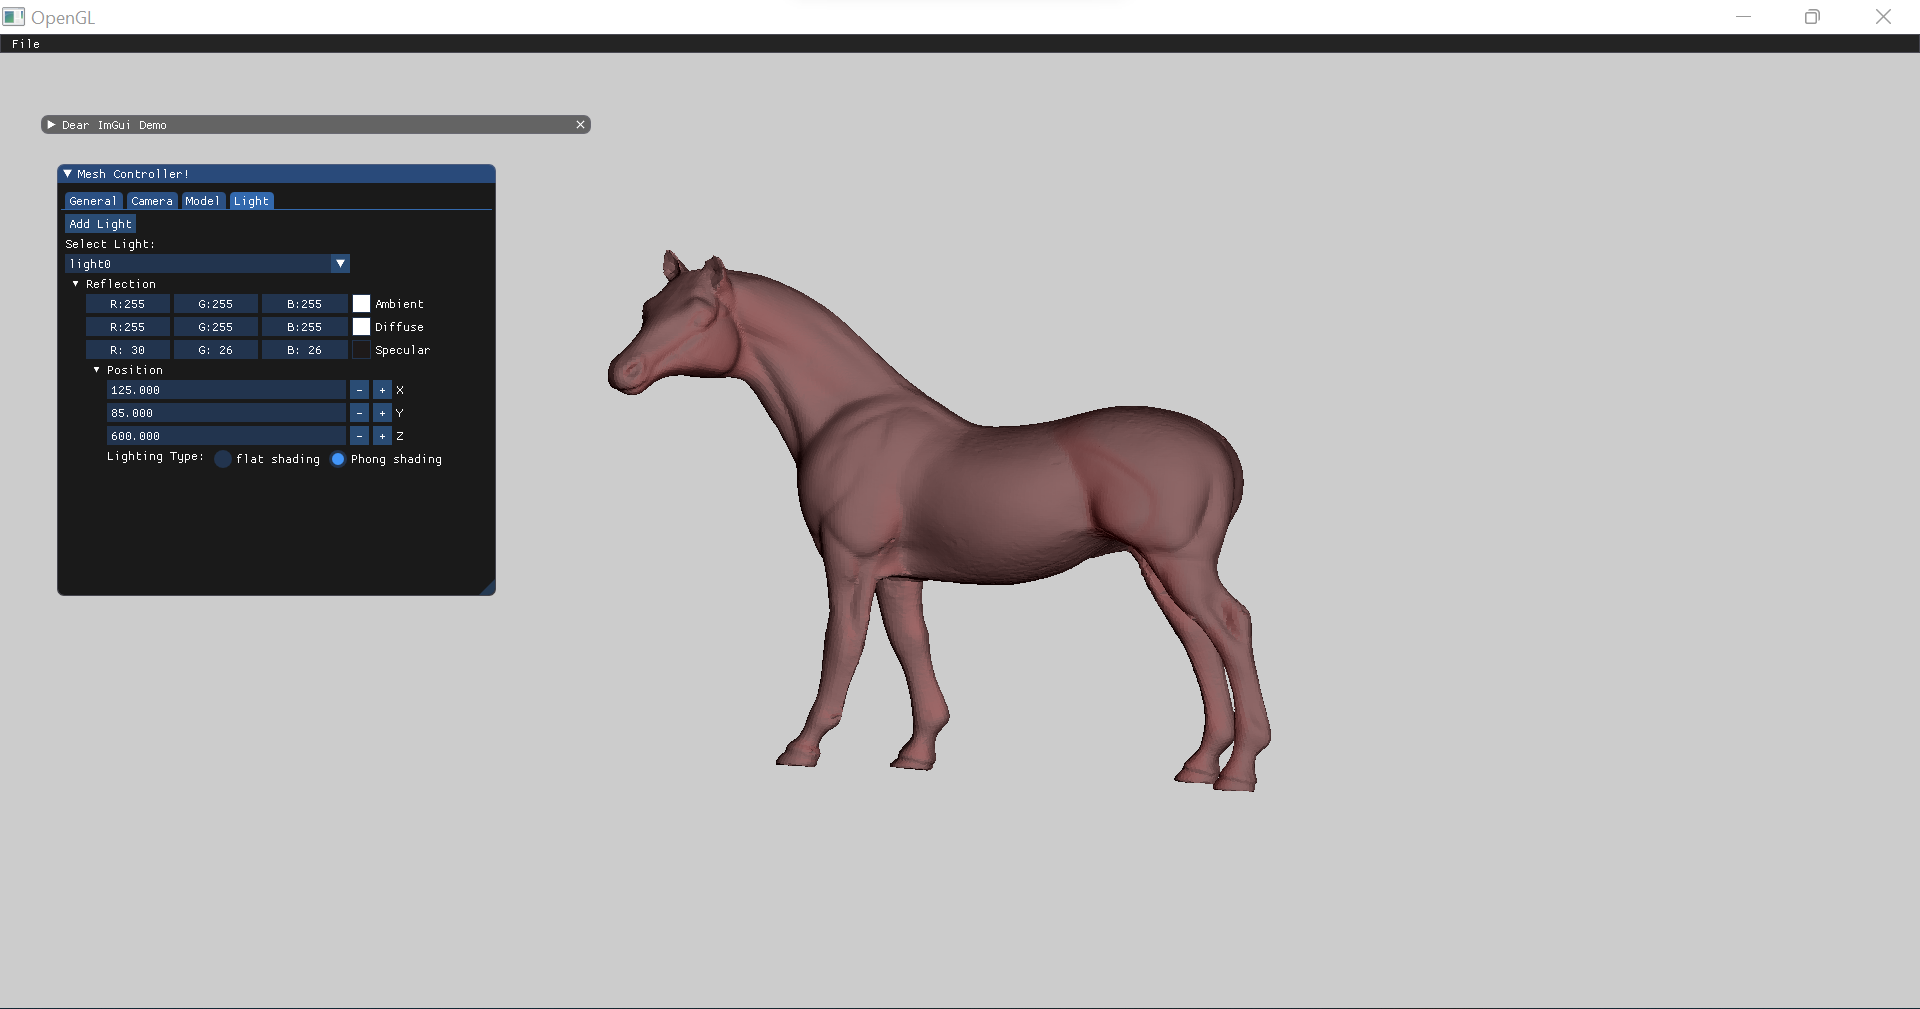 OpenGL
File
Dear ImGui Demo
Mesh Controller!
General Camera Model Light
Add Light
Select Light:
light0
Reflection
R:255 G:255 B:255 Ambient
R:255 G:255 B:255 Diffuse
R: 30 G: 26 B: 26 Specular
Position
125.000 - + X
85.000 - + Y
600.000 - + Z
Lighting Type: flat shading Phong shading